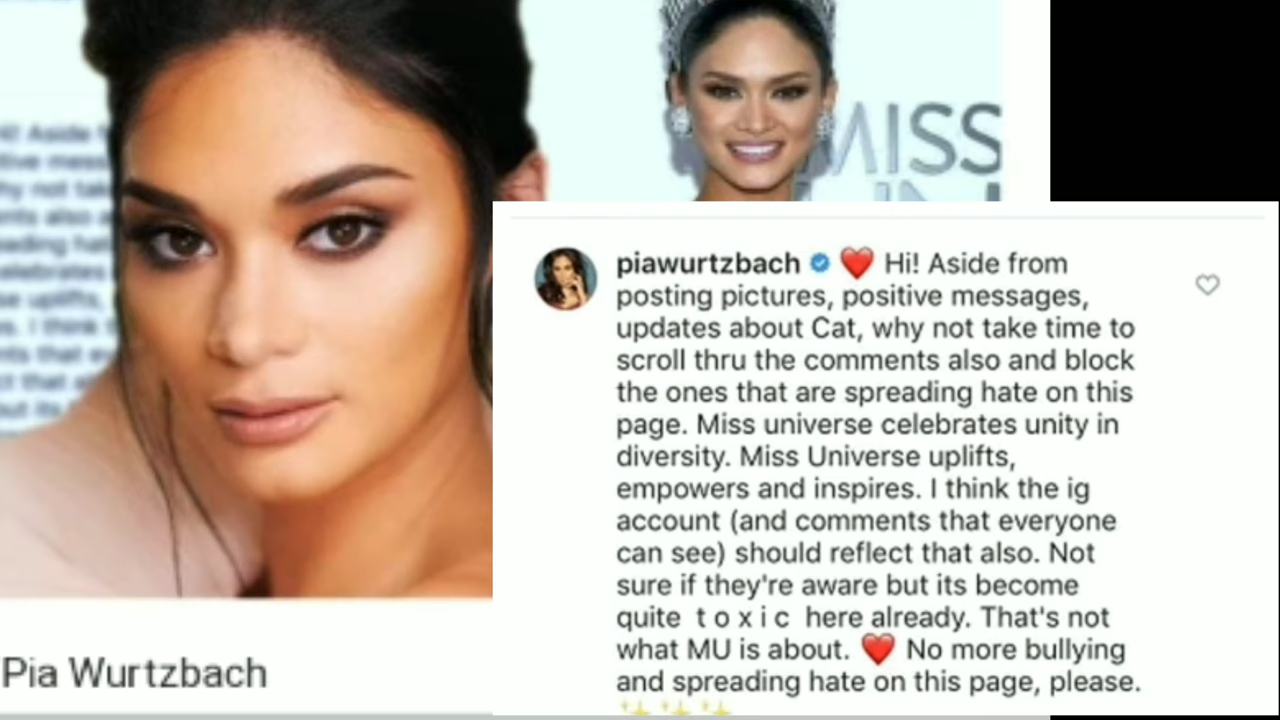 MISS
piawurtzbach ❤️ Hi! Aside from
posting pictures, positive messages,
updates about Cat, why not take time to
scroll thru the comments also and block
the ones that are spreading hate on this
page. Miss universe celebrates unity in
diversity. Miss Universe uplifts,
empowers and inspires. I think the ig
account (and comments that everyone
can see) should reflect that also. Not
sure if they're aware but its become
quite t o x i c here already. That's not
what MU is about. ❤️ No more bullying
and spreading hate on this page, please.
✨ ✨ ✨
Pia Wurtzbach